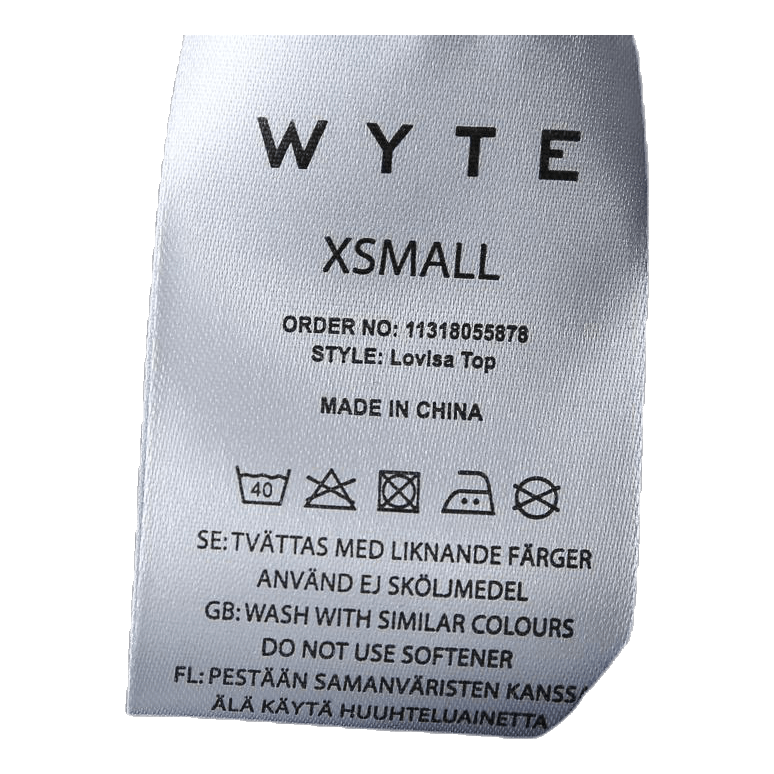 WYTE
XSMALL
ORDER NO: 11318055878
STYLE: Lovisa Top
MADE IN CHINA
40
SE: TVÄTTAS MED LIKNANDE FÄRGER
ANVÄND EJ SKÖLJMEDEL
GB: WASH WITH SIMILAR COLOURS
DO NOT USE SOFTENER
FL: PESTÄÄN SAMANVÄRISTEN KANSSA
ÄLÄ KÄYTÄ HUUHTELUAINETTA